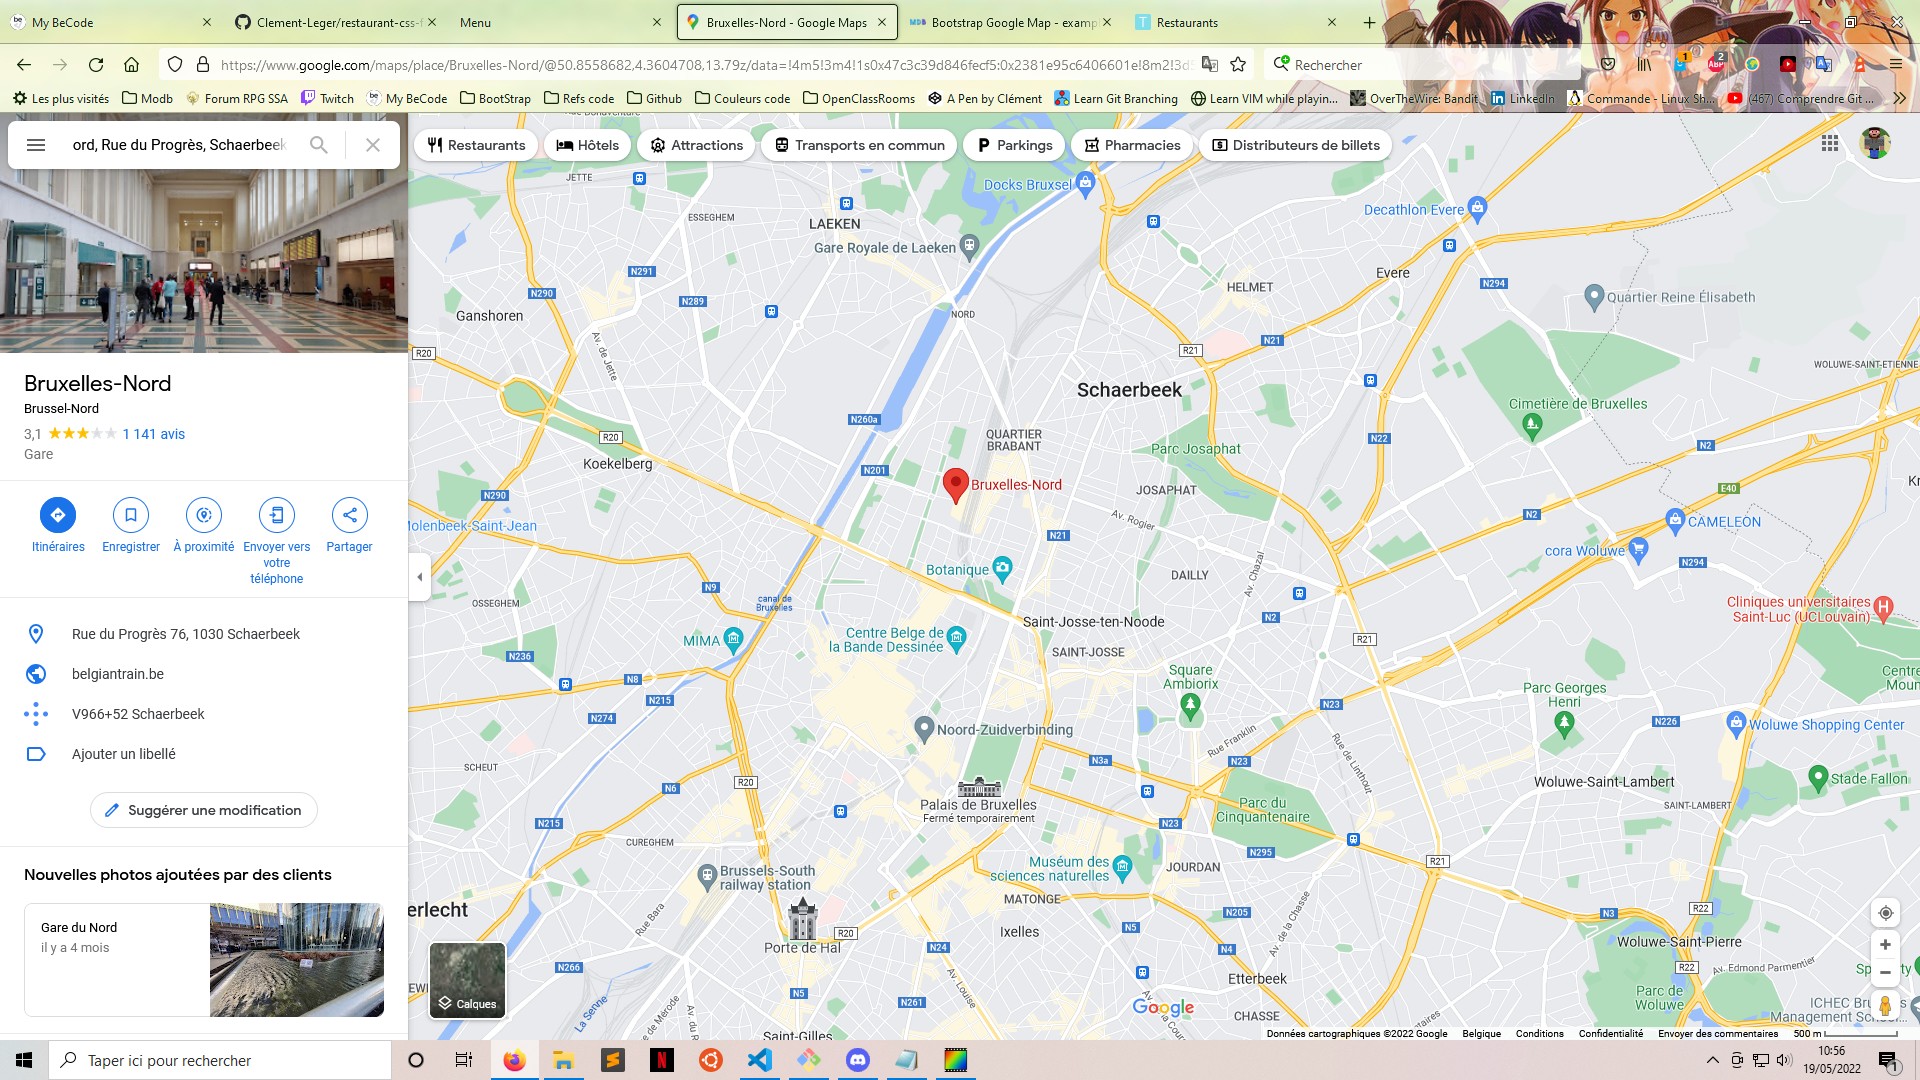 My BeCode
Clement-Leger/restaurant-css-f
Menu
Bruxelles-Nord - Google Maps
Bootstrap Google Map - examp
Restaurants
https://www.google.com/maps/place/Bruxelles-Nord/@50.8558682,4.3604708,13.79z/data=!4m5!3m4!1s0x47c3c39d846fecf5:0x2381e95c6406601e!8m2!3d5
Rechercher
Les plus visités
Modb
Forum RPG SSA
Twitch
My BeCode
BootStrap
Refs code
Github
Couleurs code
OpenClassRooms
A Pen by Clément
Learn Git Branching
Learn VIM while playin...
OverTheWire: Bandit
LinkedIn
Commande - Linux Sh...
(467) Comprendre Git ...
ord, Rue du Progrès, Schaerbeek
Restaurants
Hôtels
Attractions
Transports en commun
Parkings
Pharmacies
Distributeurs de billets
Bruxelles-Nord
Brussel-Nord
3,1
1 141 avis
Gare
Itinéraires
Enregistrer
À proximité
Envoyer vers
votre
téléphone
Partager
Rue du Progrès 76, 1030 Schaerbeek
belgiantrain.be
V966+52 Schaerbeek
Ajouter un libellé
Suggérer une modification
Nouvelles photos ajoutées par des clients
Gare du Nord
il y a 4 mois
JETTE
ESSEGHEM
LAEKEN
Docks Bruxsel
Decathlon Evere
Gare Royale de Laeken
N291
N290
N289
Ganshoren
Av. de Jette
NORD
HELMET
Evere
N294
Quartier Reine Élisabeth
R20
R21
N21
WOLUWE-SAINT-ETIENNE
Schaerbeek
N260a
Cimetière de Bruxelles
R20
QUARTIER
BRABANT
N22
N2
Parc Josaphat
Koekelberg
N201
Bruxelles-Nord
JOSAPHAT
N290
E40
Molenbeek-Saint-Jean
Av. Rogier
N2
CAMELEON
N21
cora Woluwe
N294
Botanique
DAILLY
Av. Chazal
N9
OSSEGHEM
canal de
Bruxelles
Cliniques universitaires
Saint-Luc (UCLouvain)
N2
Saint-Josse-ten-Noode
MIMA
Centre Belge de
la Bande Dessinée
R21
N236
SAINT-JOSSE
N8
Square
Ambiorix
Parc Georges
Henri
N215
N274
N23
N226
Noord-Zuidverbinding
Woluwe Shopping Center
Rue Franklin
SCHEUT
N3a
N23
Rue de Linthout
R20
N6
Woluwe-Saint-Lambert
Stade Fallon
Palais de Bruxelles
Fermé temporairement
Parc du
Cinquantenaire
SAINT-LAMBERT
N215
N23
CUREGHEM
N295
Muséum des
sciences naturelles
JOURDAN
R21
Brussels-South
railway station
MATONGE
Av. de la Chasse
erlecht
Rue Bara
N205
R22
N3
R20
N5
Ixelles
Porte de Hal
N24
N4
Woluwe-Saint-Pierre
N266
R22
Av. Edmond Parmentier
Etterbeek
N5
N261
Av. Louise
Parc de
Woluwe
La Senne
CHASSE
Saint-Gilles
Calques
Google
Données cartographiques ©2022 Google
Belgique
Conditions
Confidentialité
Envoyer des commentaires
500 m
Taper ici pour rechercher
10:56
19/05/2022